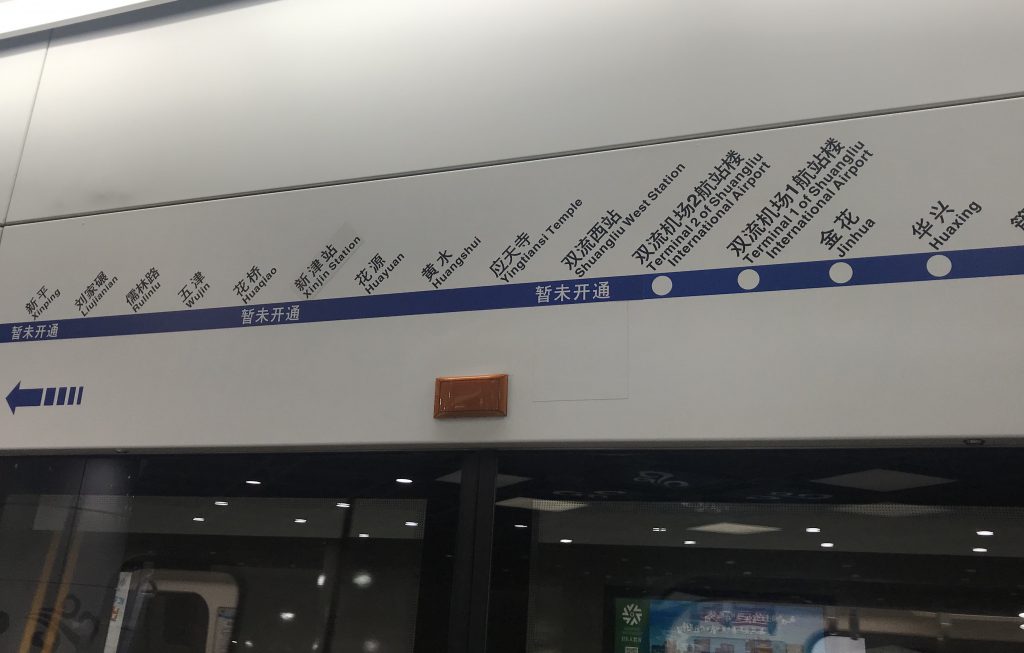 新平
Xinping
刘家碾
Liujianian
儒林路
Rulinlu
五津
Wujin
花桥
Huaqiao
新津站
Xinjin Station
花源
Huayuan
黄水
Huangshui
应天寺
Yingtiansi Temple
双流西站
Shuangliu West Station
双流机场2航站楼
Terminal 2 of Shuangliu
International Airport
双流机场1航站楼
Terminal 1 of Shuangliu
International Airport
金花
Jinhua
华兴
Huaxing
暂未开通
暂未开通
暂未开通